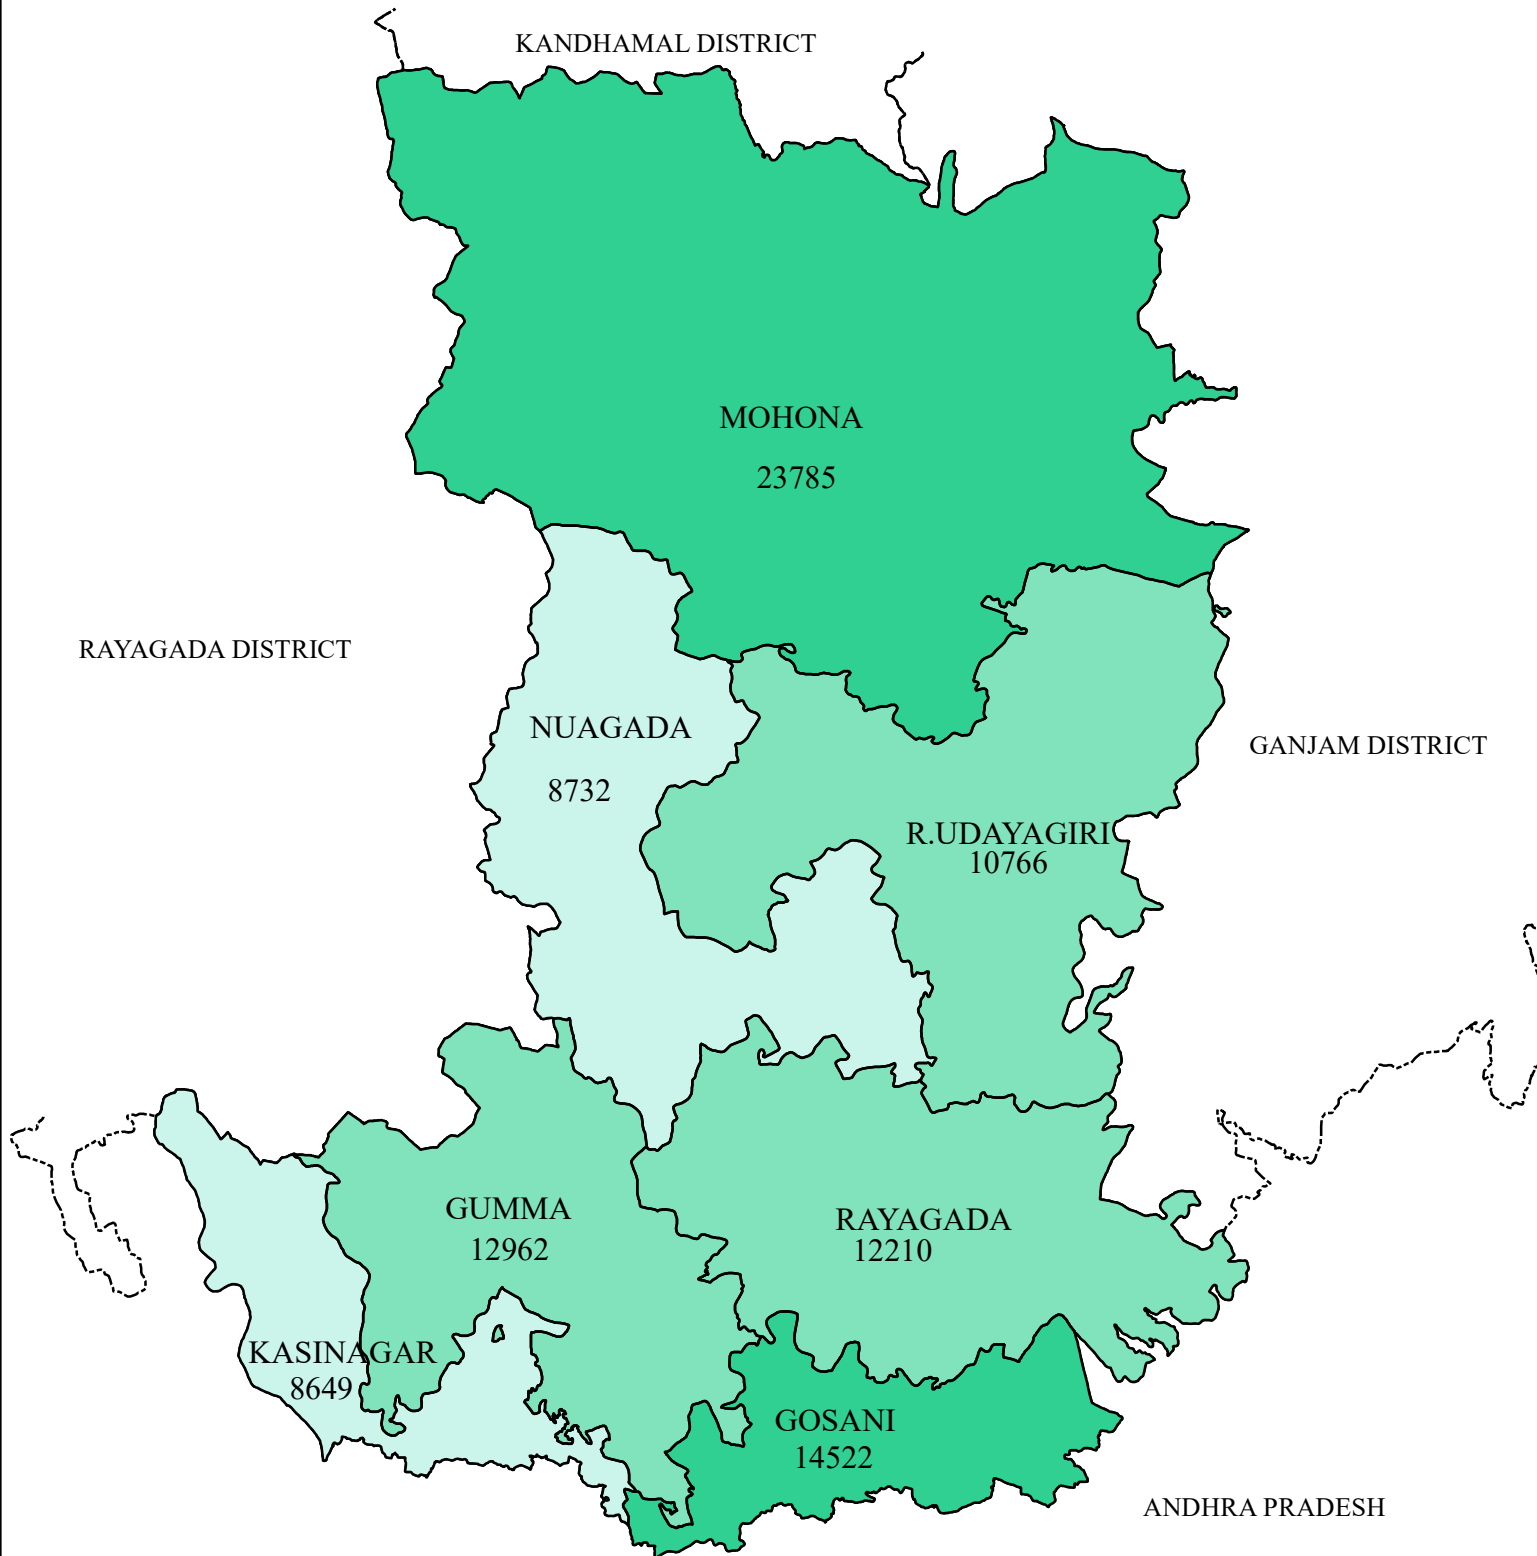 KANDHAMAL DISTRICT
MOHONA
23785
RAYAGADA DISTRICT
NUAGADA
8732
GANJAM DISTRICT
R.UDAYAGIRI
10766
GUMMA
12962
RAYAGADA
12210
KASINAGAR
8649
GOSANI
14522
ANDHRA PRADESH